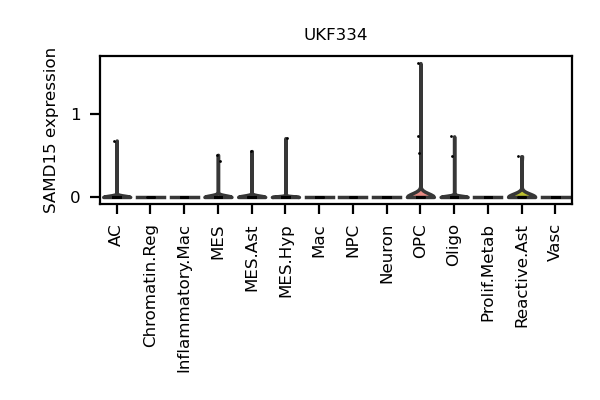 UKF334
SAMD15 expression
1
0
AC
Chromatin.Reg
Inflammatory.Mac
MES
MES.Ast
MES.Hyp
Mac
NPC
Neuron
OPC
Oligo
Prolif.Metab
Reactive.Ast
Vasc